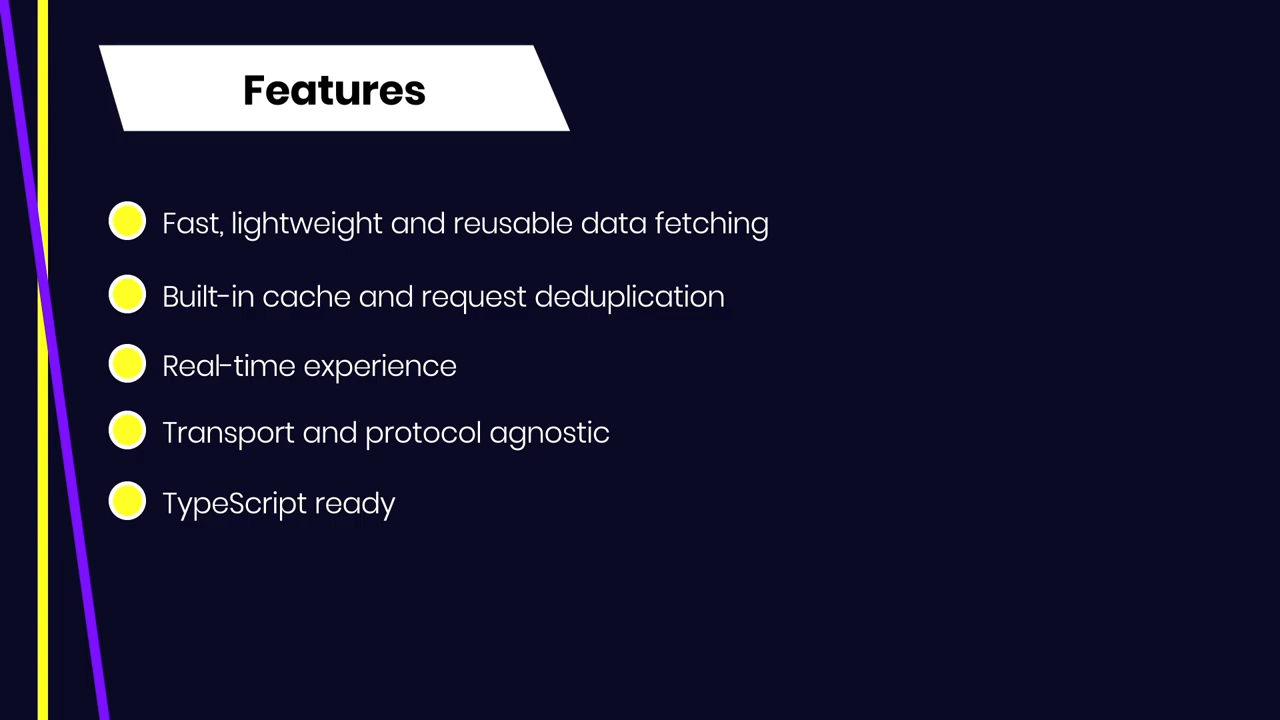 Features
Fast, lightweight and reusable data fetching
Built-in cache and request deduplication
Real-time experience
Transport and protocol agnostic
TypeScript ready